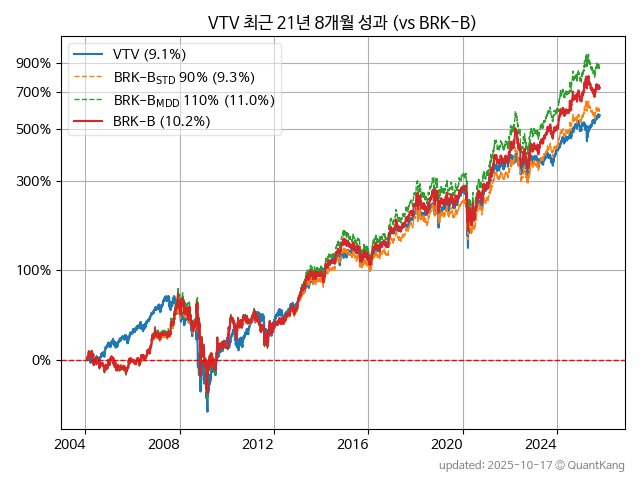 VTV 최근 21년 8개월 성과 (vs BRK-B)
VTV (9.1%)
BRK-BSTD 90% (9.3%)
BRK-BMDD 110% (11.0%)
BRK-B (10.2%)
900%
700%
500%
300%
100%
0%
2004 2008 2012 2016 2020 2024
updated: 2025-10-17 © QuantKang